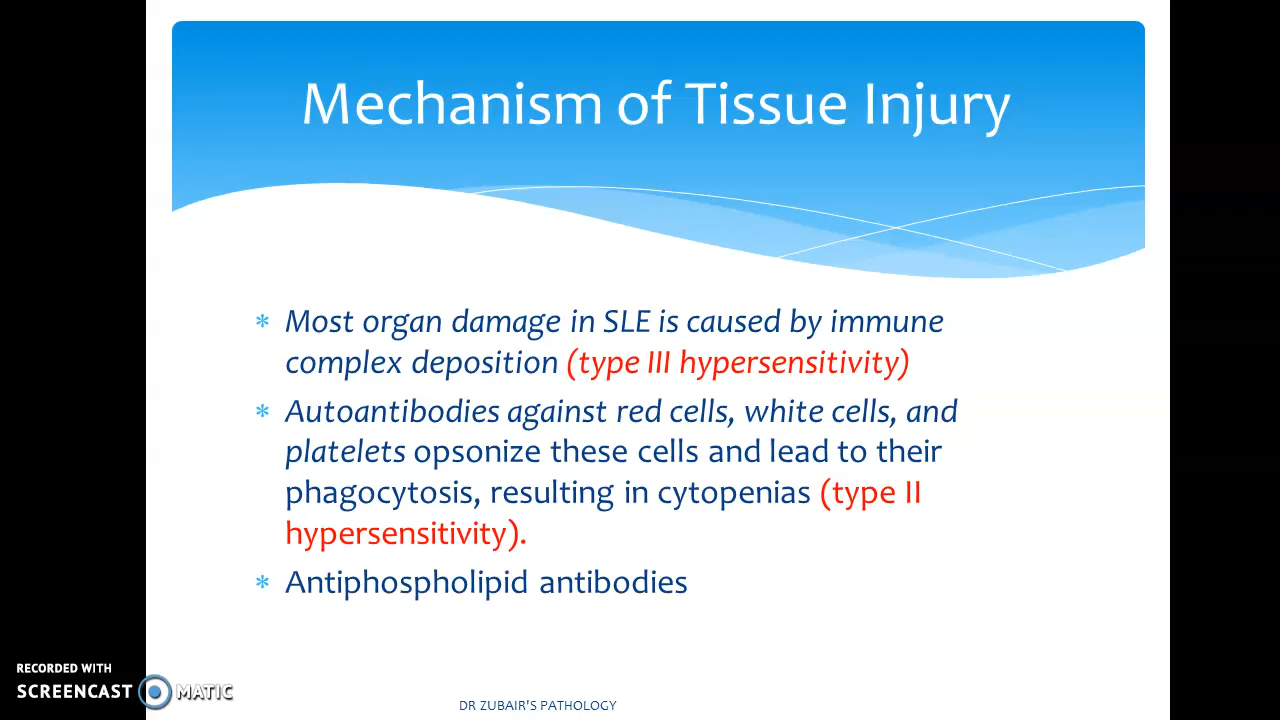 Mechanism of Tissue Injury
* Most organ damage in SLE is caused by immune
complex deposition (type III hypersensitivity)
* Autoantibodies against red cells, white cells, and
platelets opsonize these cells and lead to their
phagocytosis, resulting in cytopenias (type II
hypersensitivity).
* Antiphospholipid antibodies
RECORDED WITH
SCREENCAST MATIC
DR ZUBAIR'S PATHOLOGY